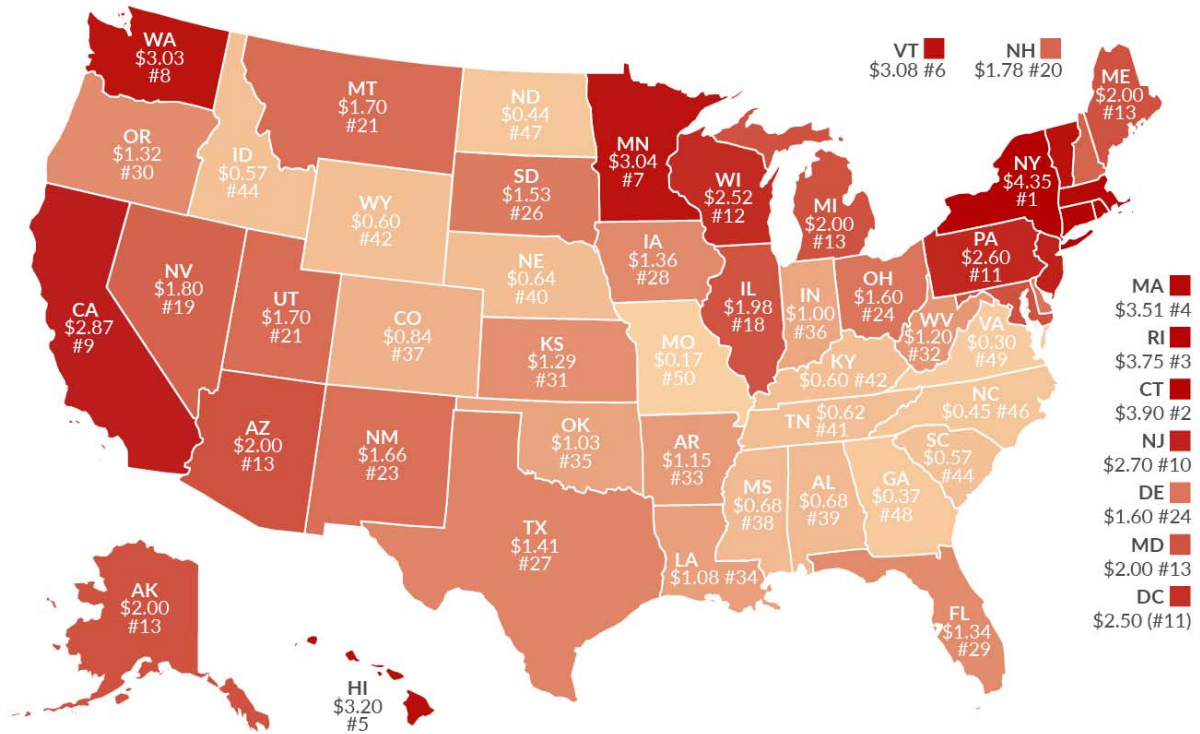 WA
$3.03
#8
VT
$3.08 #6
NH
$1.78 #20
ME
$2.00
#13
MT
$1.70
#21
ND
$0.44
#47
MN
$3.04
#7
OR
$1.32
#30
ID
$0.57
#44
SD
$1.53
#26
WI
$2.52
#12
MI
$2.00
#13
NY
$4.35
#1
WY
$0.60
#42
NE
$0.64
#40
IA
$1.36
#28
PA
$2.60
#11
NV
$1.80
#19
CA
$2.87
#9
UT
$1.70
#21
CO
$0.84
#37
KS
$1.29
#31
MO
$0.17
#50
IL
$1.98
#18
IN
$1.00
#36
OH
$1.60
#24
WV
$1.20
#32
VA
$0.30
#49
KY
$0.60 #42
NC
$0.45 #46
TN
$0.62
#41
SC
$0.57
#44
AZ
$2.00
#13
NM
$1.66
#23
OK
$1.03
#35
AR
$1.15
#33
MS
$0.68
#38
AL
$0.68
#39
GA
$0.37
#48
TX
$1.41
#27
LA
$1.08 #34
FL
$1.34
#29
AK
$2.00
#13
HI
$3.20
#5
MA
$3.51 #4
RI
$3.75 #3
CT
$3.90 #2
NJ
$2.70 #10
DE
$1.60 #24
MD
$2.00 #13
DC
$2.50 (#11)